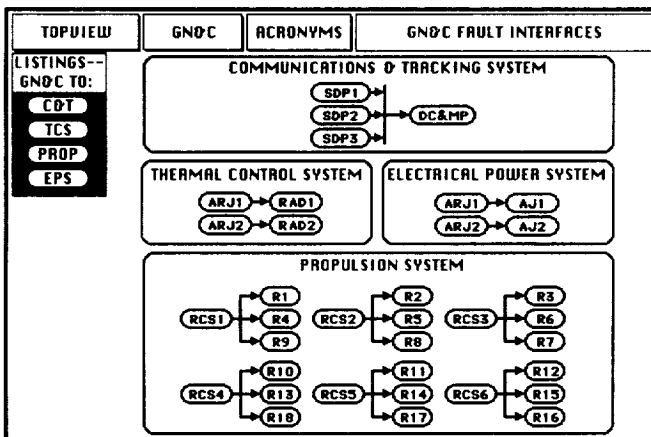 TOPVIEW GN&C ACRONYMS GN&C FAULT INTERFACES
LISTINGS--
GN&C TO:
C&T
TCS
PROP
EPS
COMMUNICATIONS & TRACKING SYSTEM
SDP1
SDP2 DC&MP
SDP3
THERMAL CONTROL SYSTEM
ARJ1 RAD1
ARJ2 RAD2
ELECTRICAL POWER SYSTEM
ARJ1 AJ1
ARJ2 AJ2
PROPULSION SYSTEM
R1 R2 R3
RCS1 R4 RCS2 R5 RCS3 R6
R9 R8 R7
R10 R11 R12
RCS4 R13 RCS5 R14 RCS6 R15
R18 R17 R16